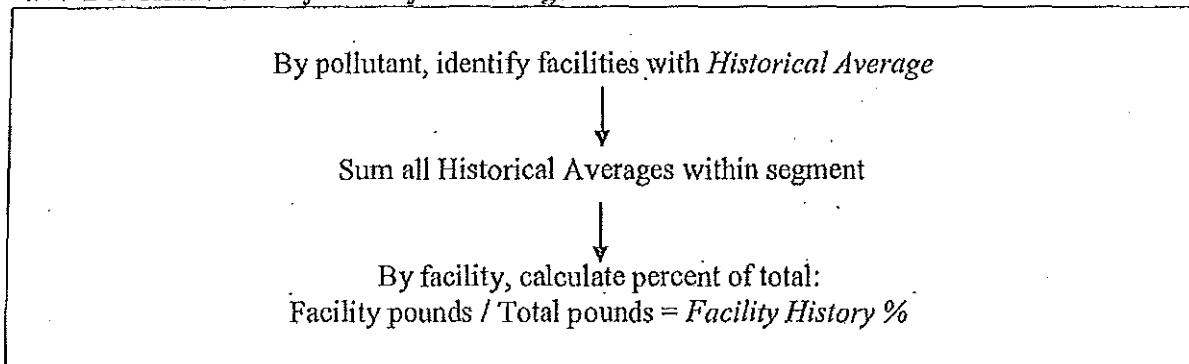 By pollutant, identify facilities with Historical Average
Sum all Historical Averages within segment
By facility, calculate percent of total:
Facility pounds / Total pounds = Facility History %